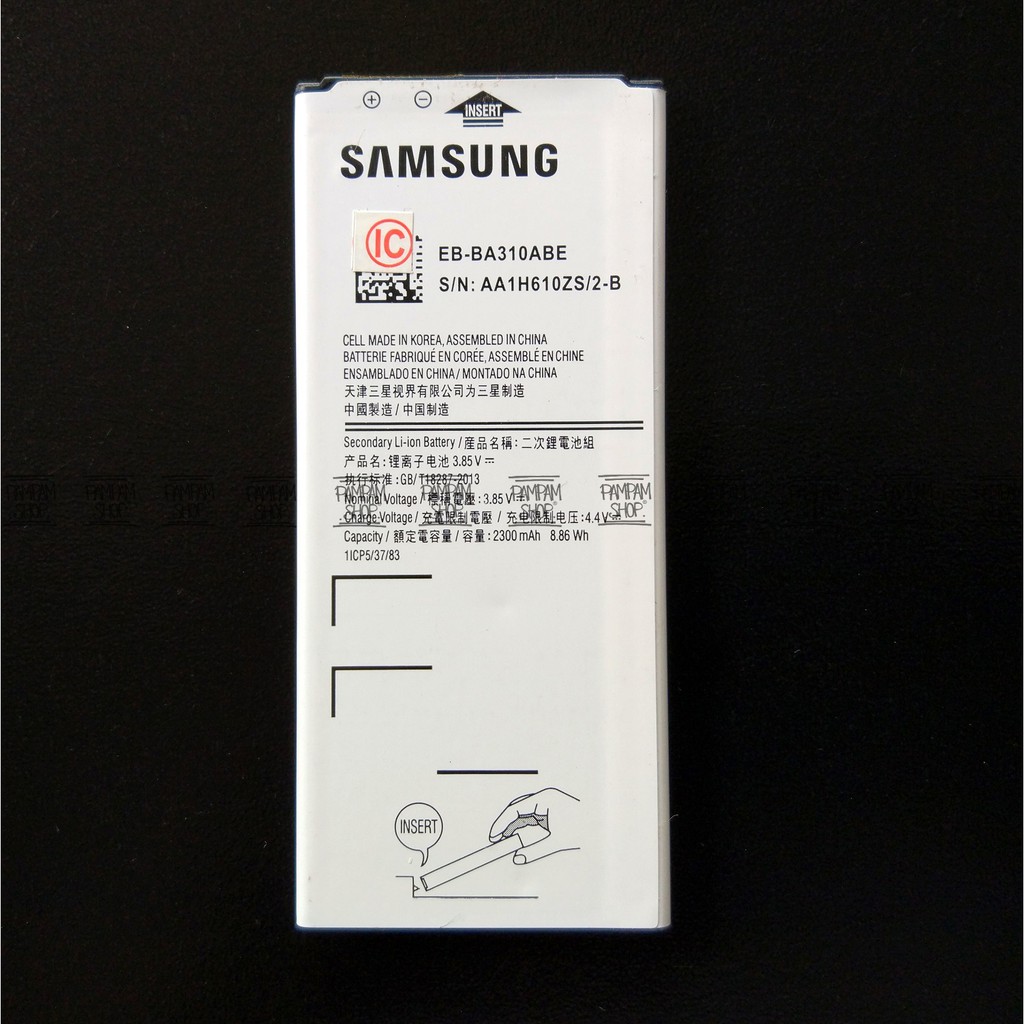 + −
INSERT
SAMSUNG
IC
EB-BA310ABE
S/N: AA1H610ZS/2-B
CELL MADE IN KOREA, ASSEMBLED IN CHINA
BATTERIE FABRIQUÉ EN CORÉE, ASSEMBLÉ EN CHINE
ENSAMBLADO EN CHINA / MONTADO NA CHINA
天津三星视界有限公司为三星制造
中國製造 / 中国制造
Secondary Li-ion Battery / 産品名稱 : 二次鋰電池組
产品名 : 锂离子电池 3.85 V ⎓
执行标准 : GB/T18287-2013
PAMPAM SHOP PAMPAM SHOP PAMPAM SHOP PAMPAM SHOP
Nominal Voltage / 標稱電壓 : 3.85 V ⎓
Charge Voltage / 充電限制電壓 / 充电限制电压 : 4.4 V ⎓
Capacity / 額定電容量 / 容量 : 2300 mAh 8.86 Wh
1ICP5/37/83
INSERT